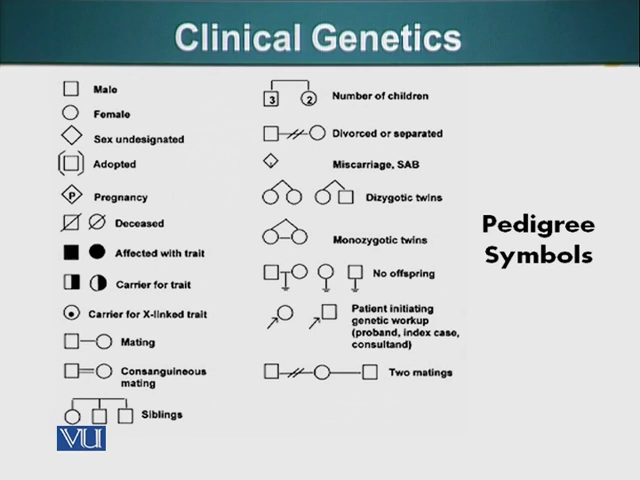 Clinical Genetics
Male
Female
Sex undesignated
Adopted
P
Pregnancy
Deceased
Affected with trait
Carrier for trait
Carrier for X-linked trait
Mating
Consanguineous
mating
Siblings
3
2
Number of children
Divorced or separated
Miscarriage, SAB
Dizygotic twins
Monozygotic twins
No offspring
Patient initiating
genetic workup
(proband, index case,
consultand)
Two matings
Pedigree
Symbols
VU